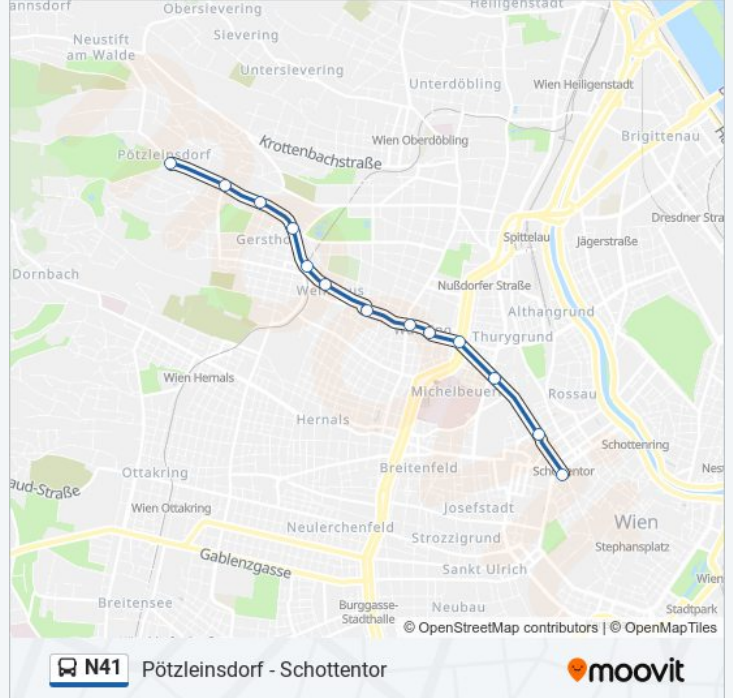 annsdorf
Obersievering
Heiligenstadt
Neustift
am Walde
Sievering
Untersievering
Unterdöbling
Wien Heiligenstadt
Krottenbachstraße
Wien Oberdöbling
Brigittenau
Pötzleinsdorf
Dresdner Stra
Gerstho
Spittelau
Jägerstraße
Dornbach
Nußdorfer Straße
Althangrund
Thurygrund
Wien Hernals
Michelbeuern
Rossau
Hernals
Schottenring
Breitenfeld
Ottakring
Nest
aud-Straße
Josefstadt
Wien Ottakring
Wien
Neulerchenfeld
Strozzigrund
Stephansplatz
Gablenzgasse
Sankt Ulrich
Wien
Breitensee
Burggasse-
Stadthalle
Neubau
Stadtpark
© OpenStreetMap contributors | © OpenMapTiles
N41 Pötzleinsdorf - Schottentor
moovit